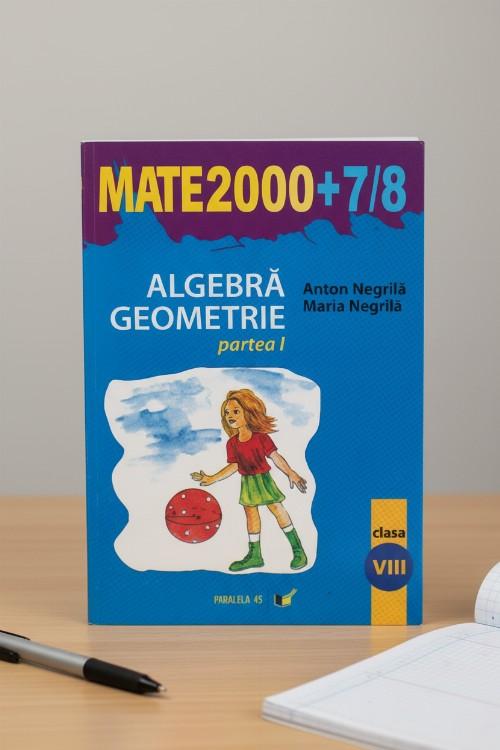 MATE2000+7/8
ALGEBRĂ
GEOMETRIE
partea I
Anton Negrilă
Maria Negrilă
clasa
VIII
PARALELA 45